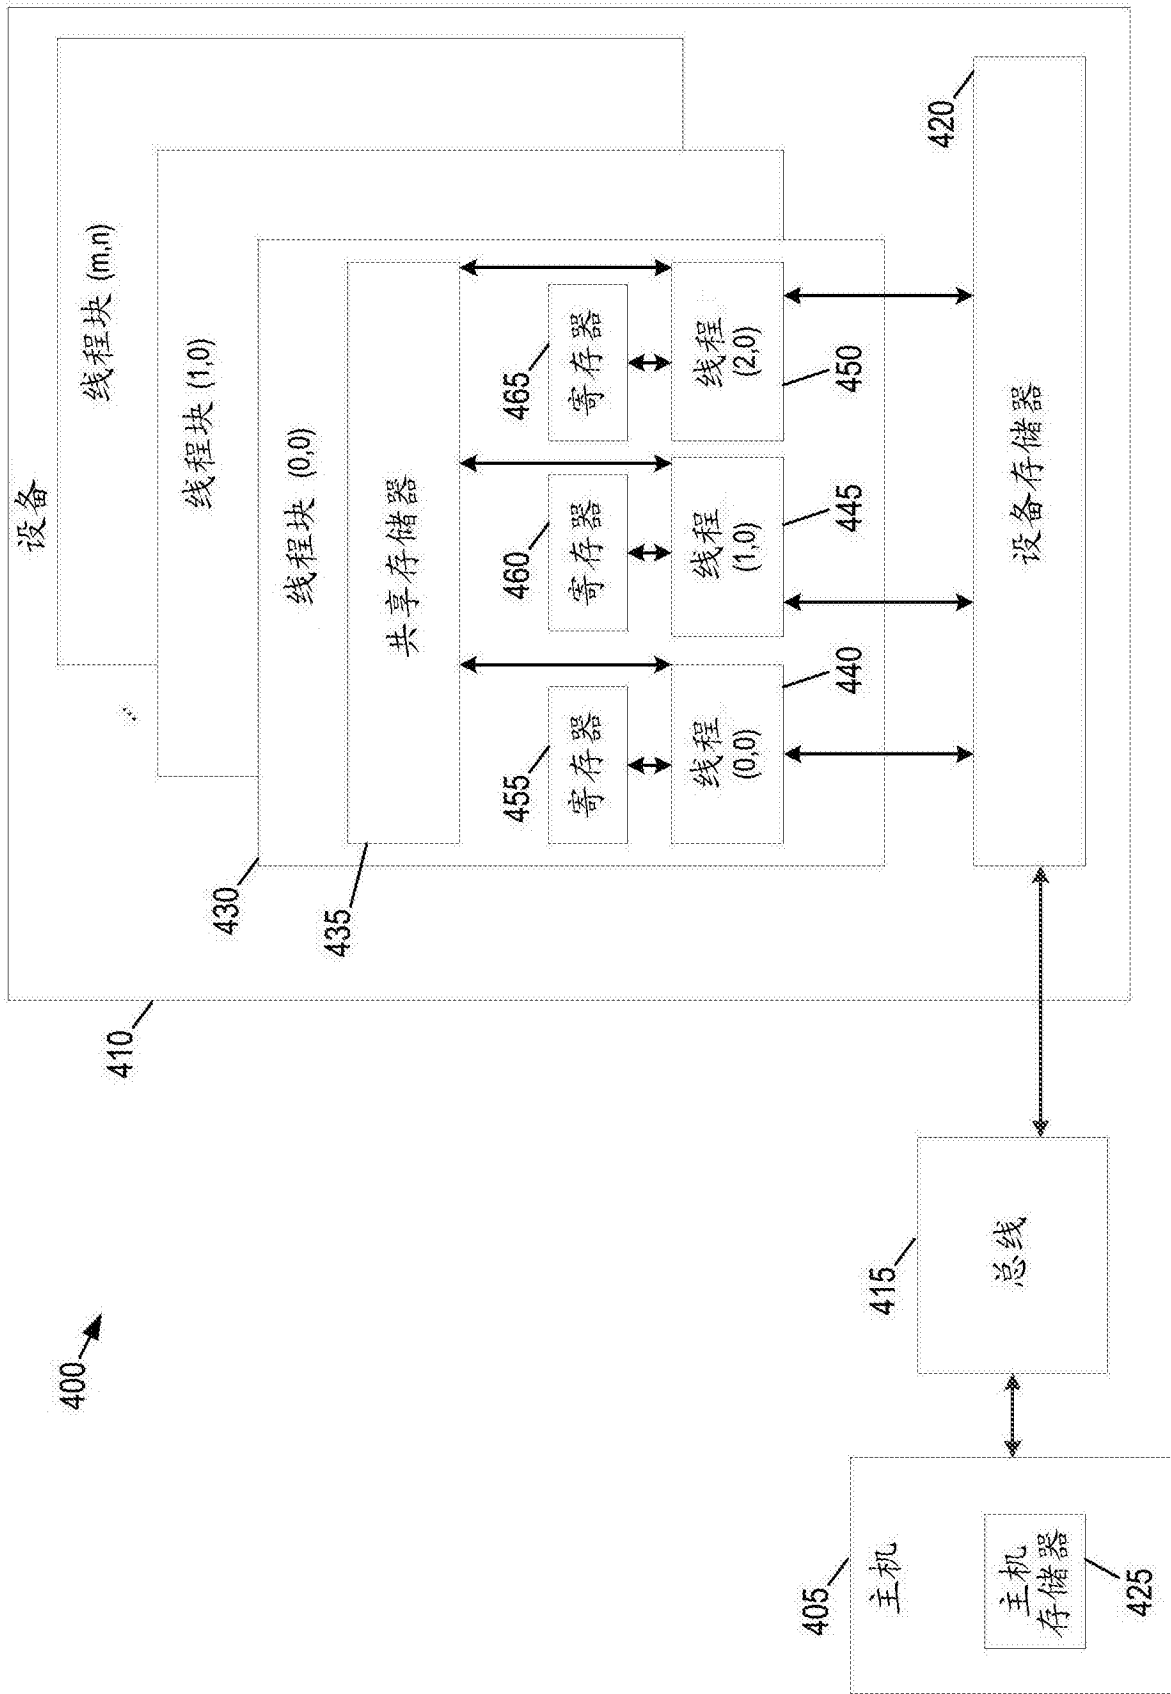 400
410
设备
线程块 (m,n)
线程块 (1,0)
430
线程块 (0,0)
435
共享存储器
455
寄存器
460
寄存器
465
寄存器
线程
(0,0)
线程
(1,0)
线程
(2,0)
440
445
450
420
设备存储器
415
总线
405
主机
主机
存储器
425